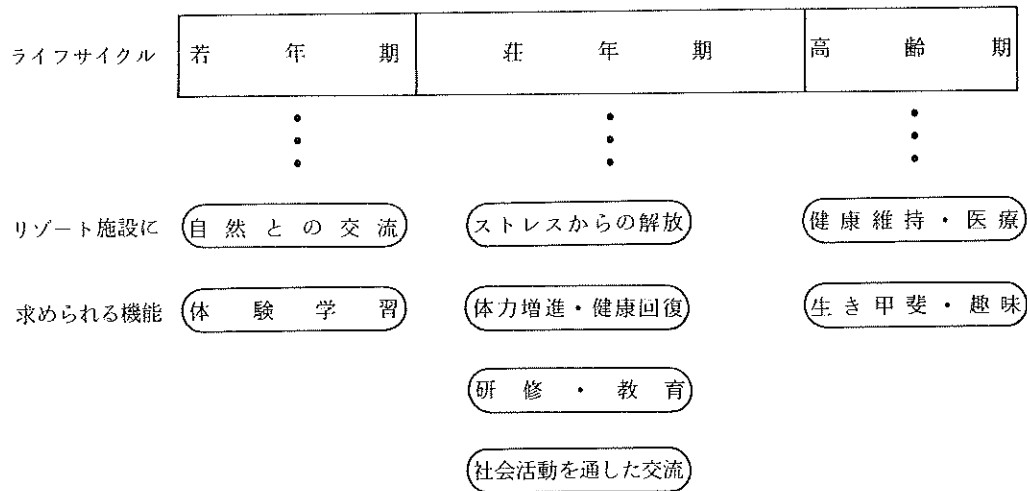 ライフサイクル 若年期 荘年期 高齢期
リゾート施設に 自然との交流 ストレスからの解放 健康維持・医療
求められる機能 体験学習 体力増進・健康回復 生き甲斐・趣味
研修・教育
社会活動を通した交流